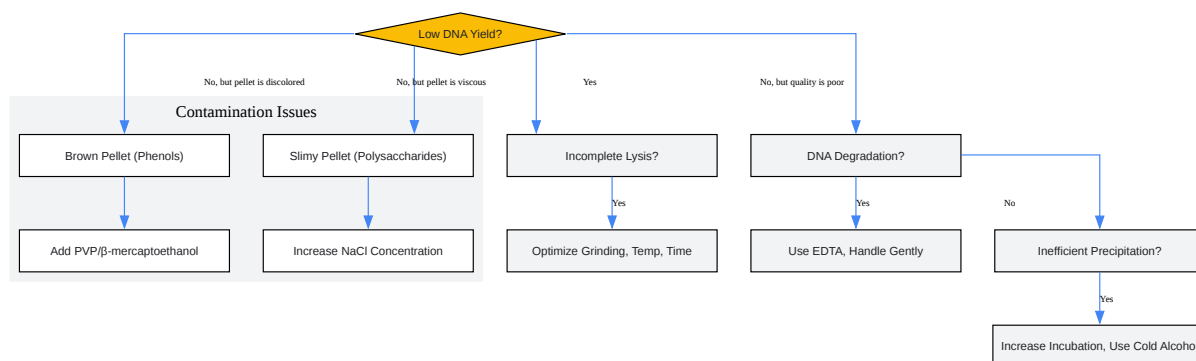 Low DNA Yield?
No, but pellet is discolored
No, but pellet is viscous
Yes
No, but quality is poor
Contamination Issues
Brown Pellet (Phenols)
Slimy Pellet (Polysaccharides)
Incomplete Lysis?
DNA Degradation?
Yes
Yes
No
Add PVP/β-mercaptoethanol
Increase NaCl Concentration
Optimize Grinding, Temp, Time
Use EDTA, Handle Gently
Inefficient Precipitation?
Yes
Increase Incubation, Use Cold Alcohol